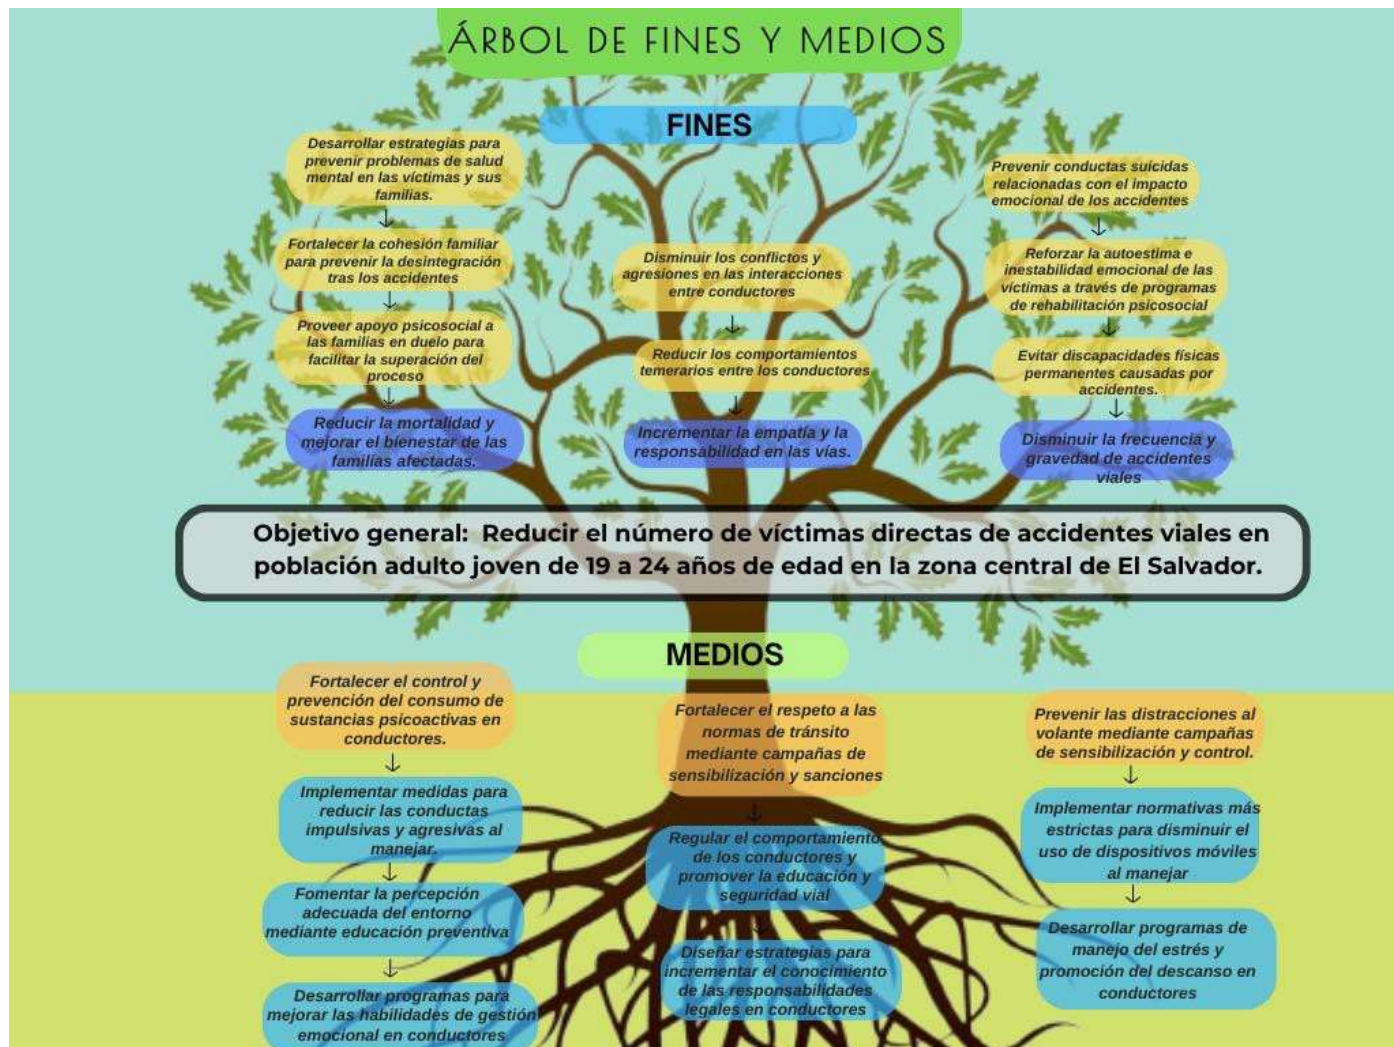 ÁRBOL DE FINES Y MEDIOS
FINES
Desarrollar estrategias para
prevenir problemas de salud
mental en las víctimas y sus
familias.
Fortalecer la cohesión familiar
para prevenir la desintegración
tras los accidentes
Proveer apoyo psicosocial a
las familias en duelo para
facilitar la superación del
proceso
Reducir la mortalidad y
mejorar el bienestar de las
familias afectadas.
Disminuir los conflictos y
agresiones en las interacciones
entre conductores
Reducir los comportamientos
temerarios entre los conductores
Incrementar la empatía y la
responsabilidad en las vías.
Prevenir conductas suicidas
relacionadas con el impacto
emocional de los accidentes
Reforzar la autoestima e
inestabilidad emocional de las
víctimas a través de programas
de rehabilitación psicosocial
Evitar discapacidades físicas
permanentes causadas por
accidentes.
Disminuir la frecuencia y
gravedad de accidentes
viales
Objetivo general: Reducir el número de víctimas directas de accidentes viales en
población adulto joven de 19 a 24 años de edad en la zona central de El Salvador.
MEDIOS
Fortalecer el control y
prevención del consumo de
sustancias psicoactivas en
conductores.
Implementar medidas para
reducir las conductas
impulsivas y agresivas al
manejar.
Fomentar la percepción
adecuada del entorno
mediante educación preventiva
Desarrollar programas para
mejorar las habilidades de gestión
emocional en conductores
Fortalecer el respeto a las
normas de tránsito
mediante campañas de
sensibilización y sanciones
Regular el comportamiento
de los conductores y
promover la educación y
seguridad vial
Diseñar estrategias para
incrementar el conocimiento
de las responsabilidades
legales en conductores
Prevenir las distracciones al
volante mediante campañas
de sensibilización y control.
Implementar normativas más
estrictas para disminuir el
uso de dispositivos móviles
al manejar
Desarrollar programas de
manejo del estrés y
promoción del descanso en
conductores